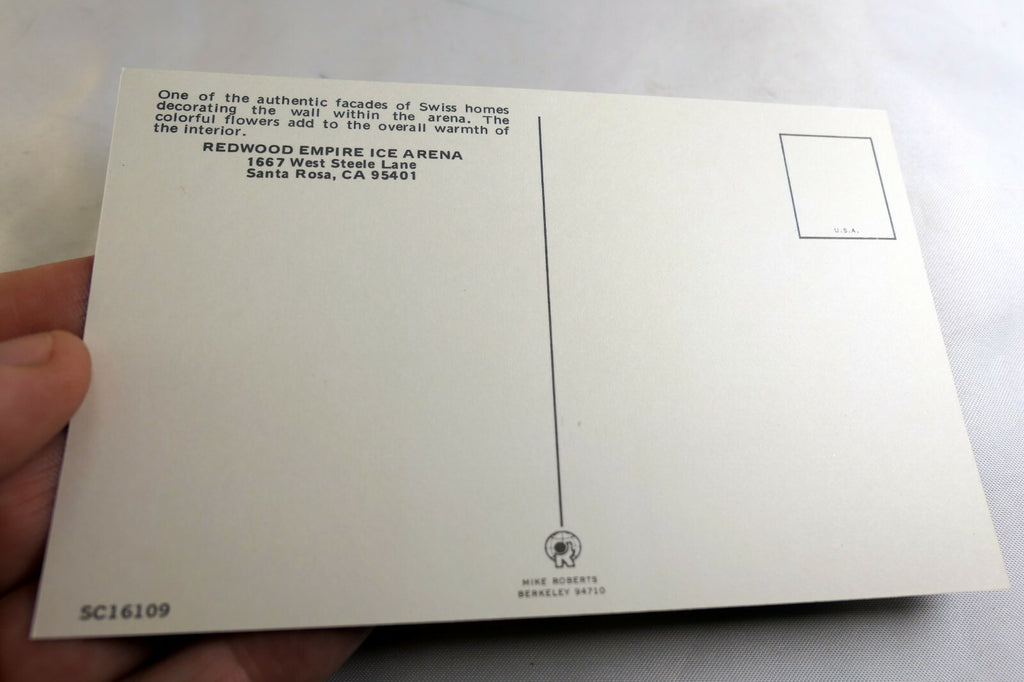 One of the authentic facades of Swiss homes
decorating the wall within the arena. The
colorful flowers add to the overall warmth of
the interior.
REDWOOD EMPIRE ICE ARENA
1667 West Steele Lane
Santa Rosa, CA 95401
U.S.A.
MIKE ROBERTS
BERKELEY 94710
SC16109